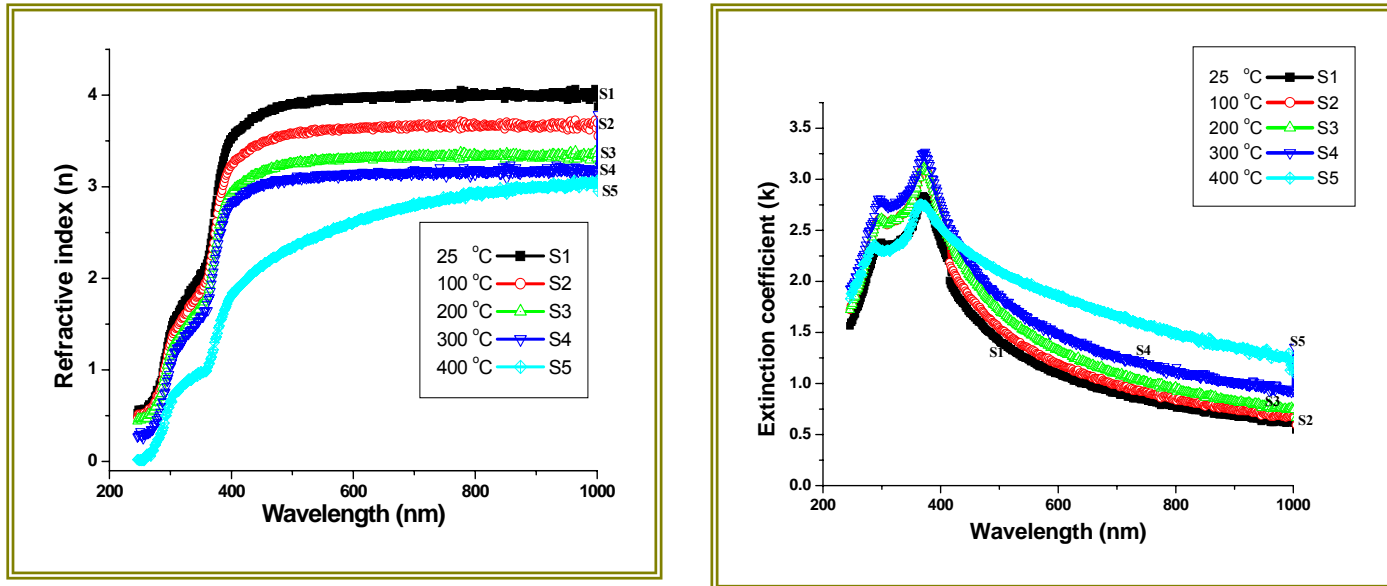 Refractive index (n)
4
3
2
1
0
200
400
600
800
1000
Wavelength (nm)
S1
S2
S3
S4
S5
25 °C S1
100 °C S2
200 °C S3
300 °C S4
400 °C S5
Extinction coefficient (k)
3.5
3.0
2.5
2.0
1.5
1.0
0.5
0.0
200
400
600
800
1000
Wavelength (nm)
25 °C S1
100 °C S2
200 °C S3
300 °C S4
400 °C S5
S1
S4
S5
S3
S2